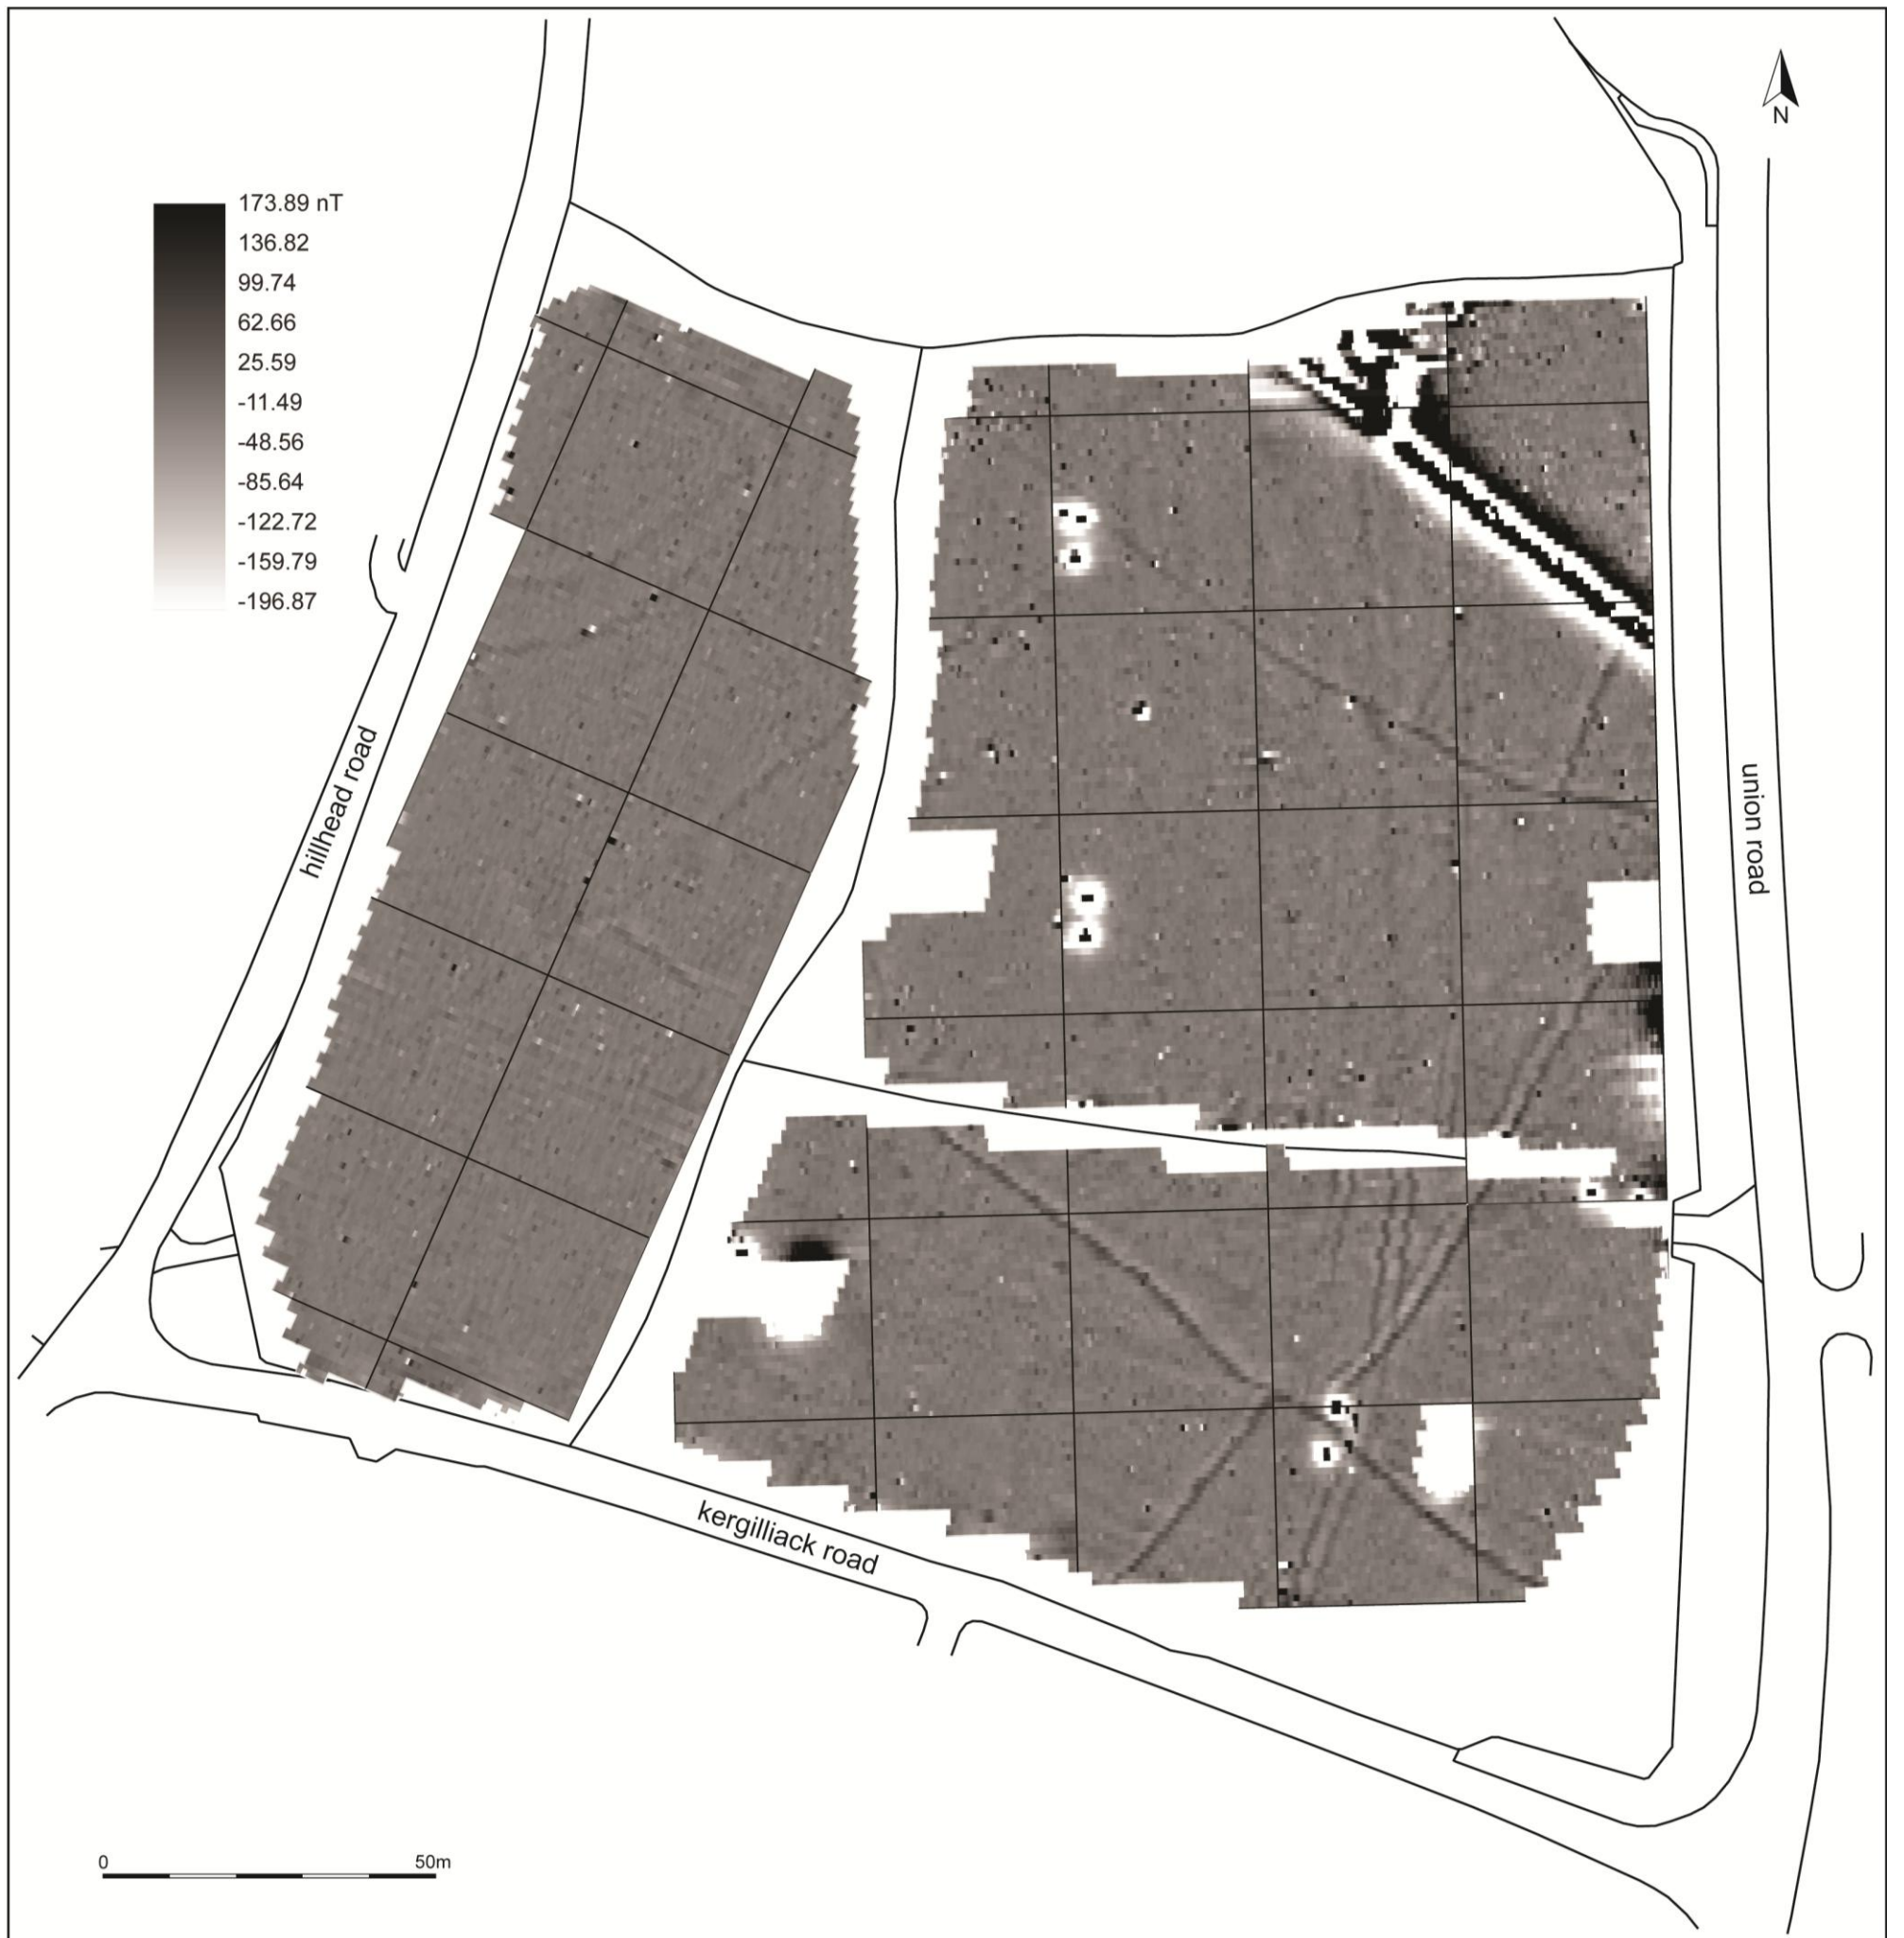 N
173.89 nT
136.82
99.74
62.66
25.59
-11.49
-48.56
-85.64
-122.72
-159.79
-196.87
hillhead road
union road
kergilliack road
0 50m